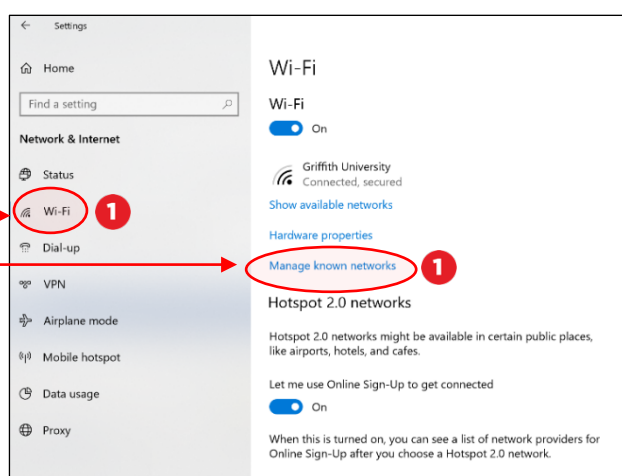 Settings
Home
Find a setting
Network & Internet
Status
Wi-Fi
1
Dial-up
VPN
Airplane mode
Mobile hotspot
Data usage
Proxy
Wi-Fi
Wi-Fi
On
Griffith University
Connected, secured
Show available networks
Hardware properties
Manage known networks
1
Hotspot 2.0 networks
Hotspot 2.0 networks might be available in certain public places,
like airports, hotels, and cafes.
Let me use Online Sign-Up to get connected
On
When this is turned on, you can see a list of network providers for
Online Sign-Up after you choose a Hotspot 2.0 network.